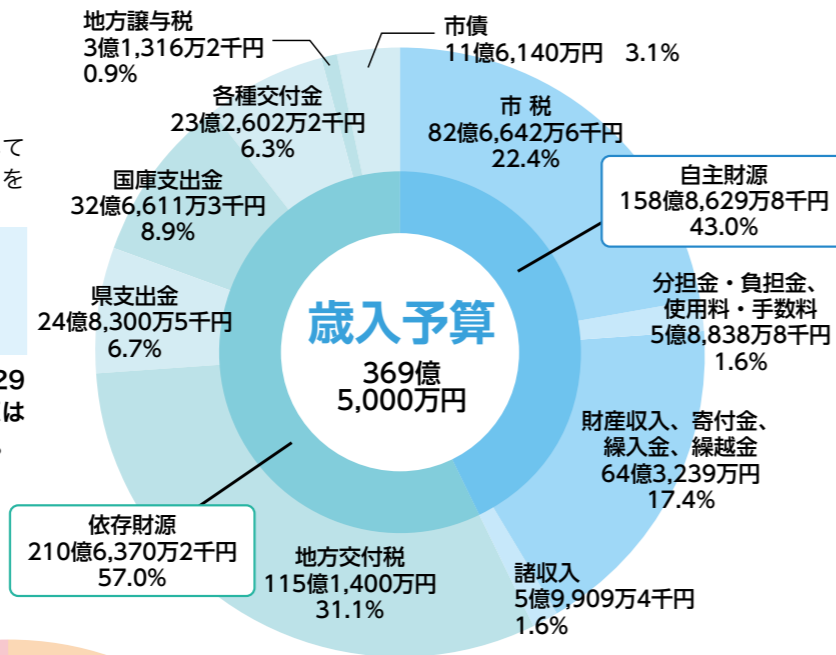 地方譲与税
3億1,316万2千円
0.9%
市債
11億6,140万円 3.1%
各種交付金
23億2,602万2千円
6.3%
市 税
82億6,642万6千円
22.4%
て
を
国庫支出金
32億6,611万3千円
8.9%
自主財源
158億8,629万8千円
43.0%
県支出金
24億8,300万5千円
6.7%
分担金・負担金、
使用料・手数料
5億8,838万8千円
1.6%
歳入予算
369億
5,000万円
29
は
財産収入、寄付金、
繰入金、繰越金
64億3,239万円
17.4%
依存財源
210億6,370万2千円
57.0%
地方交付税
115億1,400万円
31.1%
諸収入
5億9,909万4千円
1.6%